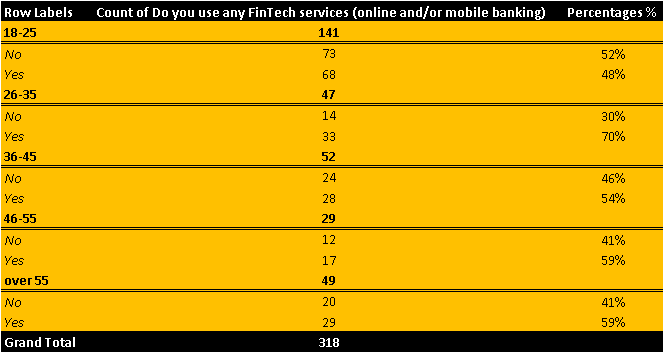 Row Labels Count of Do you use any FinTech services (online and/or mobile banking) Percentages %
18-25 141
No 73 52%
Yes 68 48%
26-35 47
No 14 30%
Yes 33 70%
36-45 52
No 24 46%
Yes 28 54%
46-55 29
No 12 41%
Yes 17 59%
over 55 49
No 20 41%
Yes 29 59%
Grand Total 318